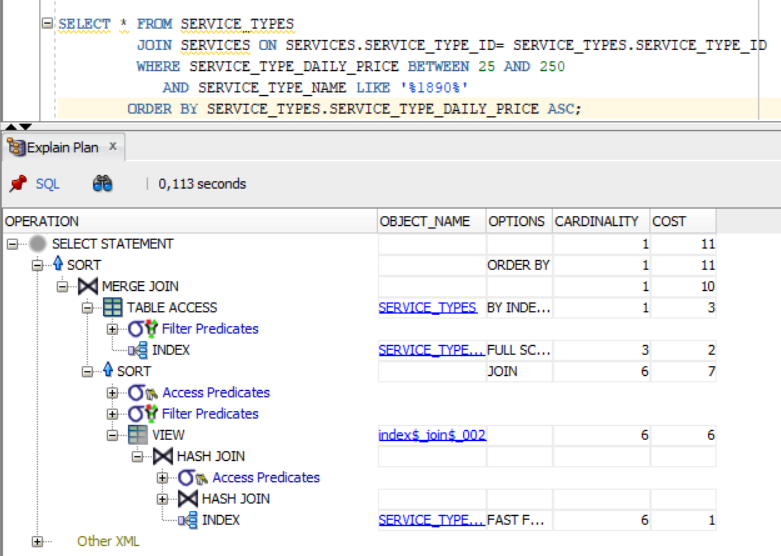 SELECT * FROM SERVICE_TYPES
JOIN SERVICES ON SERVICES.SERVICE_TYPE_ID= SERVICE_TYPES.SERVICE_TYPE_ID
WHERE SERVICE_TYPE_DAILY_PRICE BETWEEN 25 AND 250
AND SERVICE_TYPE_NAME LIKE '%1890%'
ORDER BY SERVICE_TYPES.SERVICE_TYPE_DAILY_PRICE ASC;
Explain Plan x
SQL 0,113 seconds
OPERATION OBJECT_NAME OPTIONS CARDINALITY COST
SELECT STATEMENT 1 11
SORT ORDER BY 1 11
MERGE JOIN 1 10
TABLE ACCESS SERVICE_TYPES BY INDE... 1 3
Filter Predicates
INDEX SERVICE_TYPE... FULL SC... 3 2
SORT JOIN 6 7
Access Predicates
Filter Predicates
VIEW index$_join$_002 6 6
HASH JOIN
Access Predicates
HASH JOIN
INDEX SERVICE_TYPE... FAST F... 6 1
Other XML